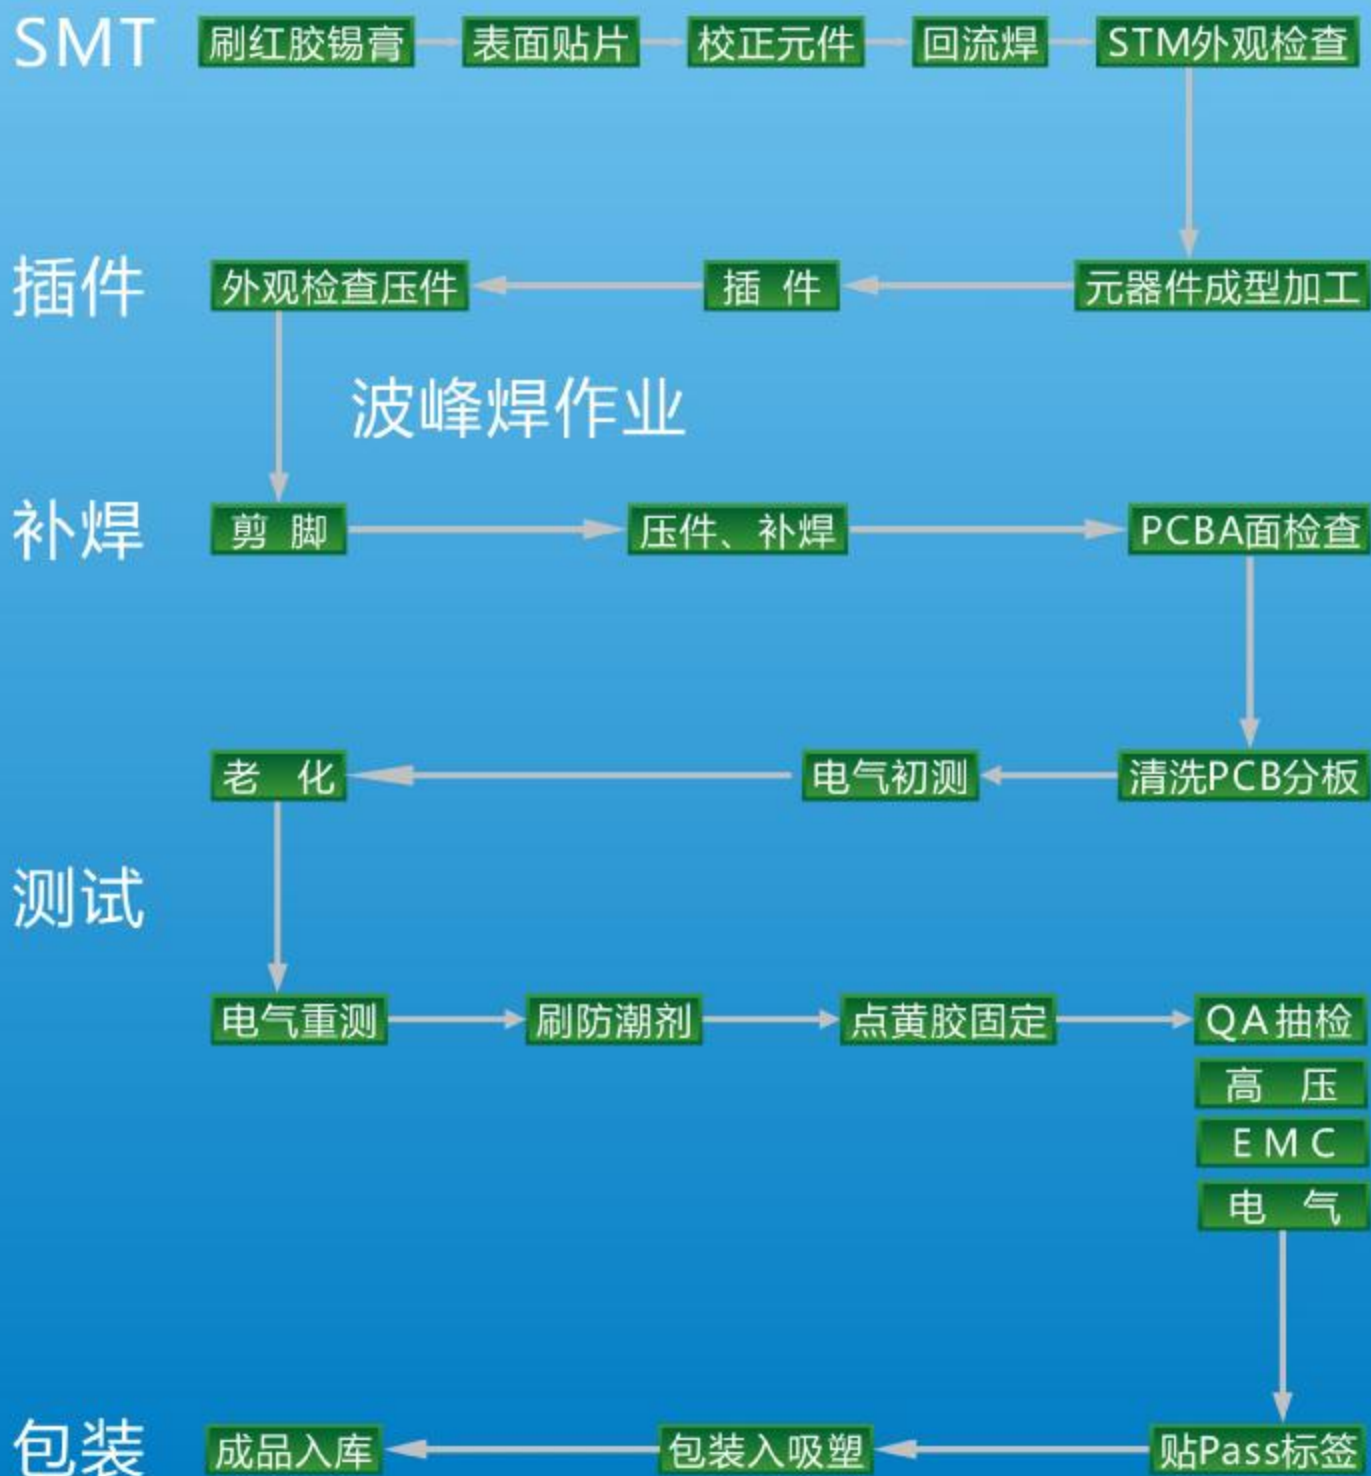 SMT 刷红胶锡膏 表面贴片 校正元件 回流焊 STM外观检查
插件 外观检查压件 插 件 元器件成型加工
波峰焊作业
补焊 剪 脚 压件、补焊 PCBA面检查
老 化 电气初测 清洗PCB分板
测试
电气重测 刷防潮剂 点黄胶固定 QA抽检
高 压
EMC
电 气
包装 成品入库 包装入吸塑 贴Pass标签